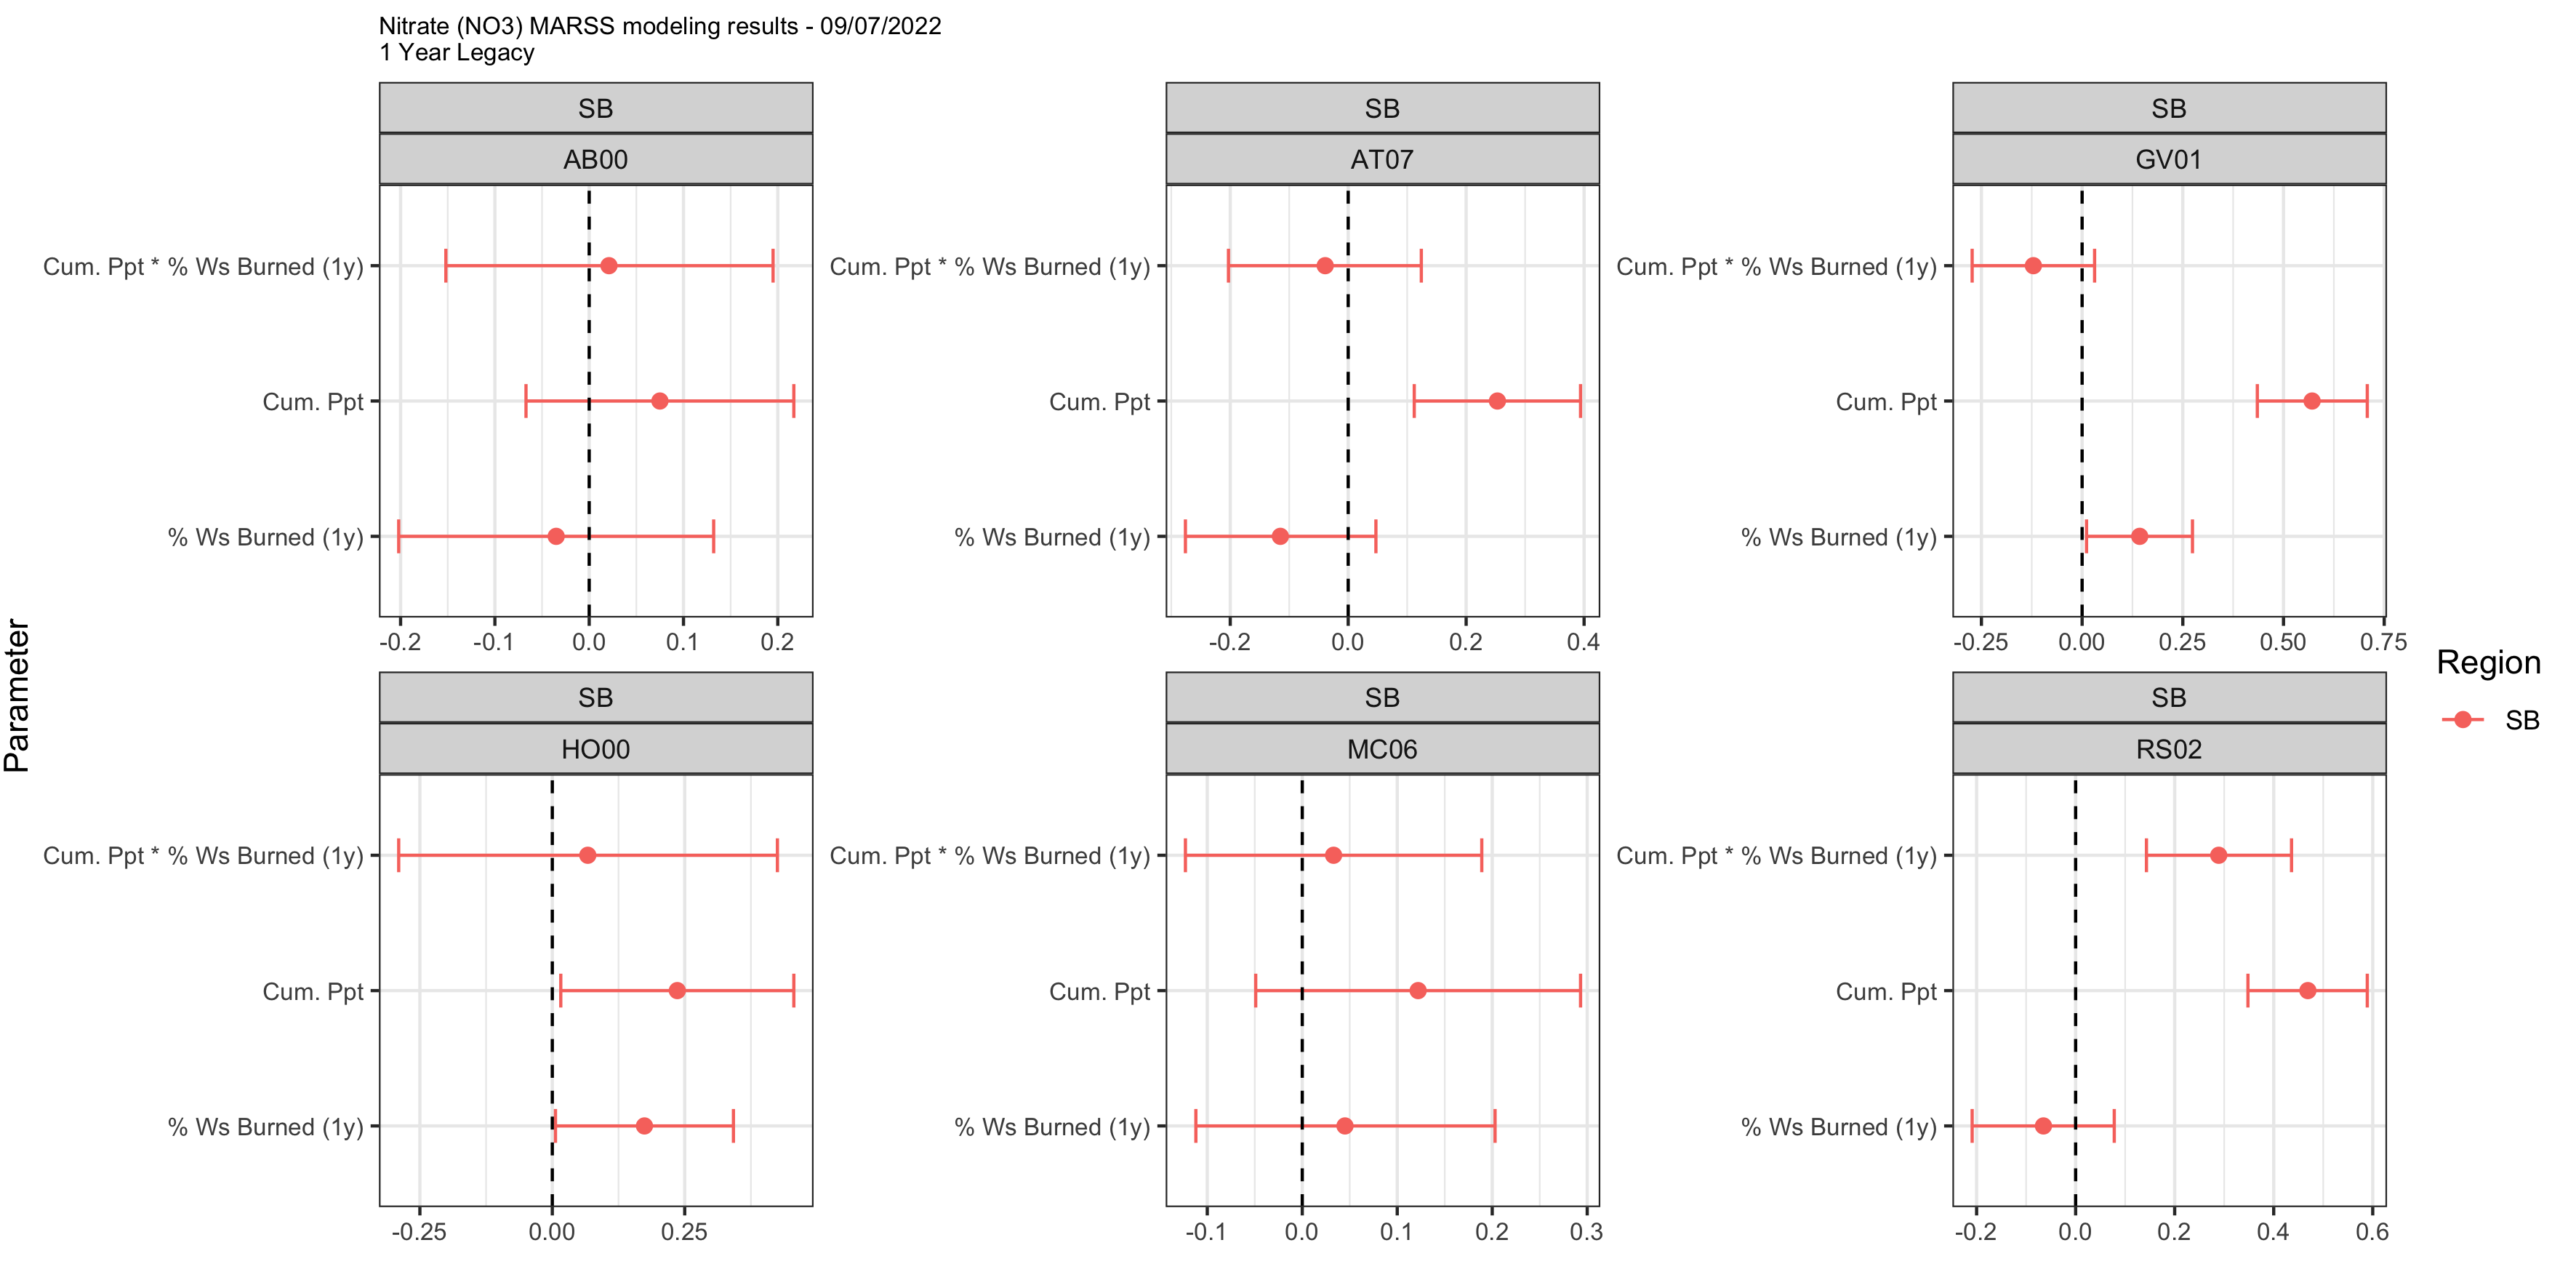 Nitrate (NO3) MARSS modeling results - 09/07/2022
1 Year Legacy
SB
AB00
Cum. Ppt * % Ws Burned (1y)
Cum. Ppt
% Ws Burned (1y)
-0.2 -0.1 0.0 0.1 0.2
SB
AT07
Cum. Ppt * % Ws Burned (1y)
Cum. Ppt
% Ws Burned (1y)
-0.2 0.0 0.2 0.4
SB
GV01
Cum. Ppt * % Ws Burned (1y)
Cum. Ppt
% Ws Burned (1y)
-0.25 0.00 0.25 0.50 0.75
SB
HO00
Cum. Ppt * % Ws Burned (1y)
Cum. Ppt
% Ws Burned (1y)
-0.25 0.00 0.25
SB
MC06
Cum. Ppt * % Ws Burned (1y)
Cum. Ppt
% Ws Burned (1y)
-0.1 0.0 0.1 0.2 0.3
SB
RS02
Cum. Ppt * % Ws Burned (1y)
Cum. Ppt
% Ws Burned (1y)
-0.2 0.0 0.2 0.4 0.6
Parameter
Region
SB